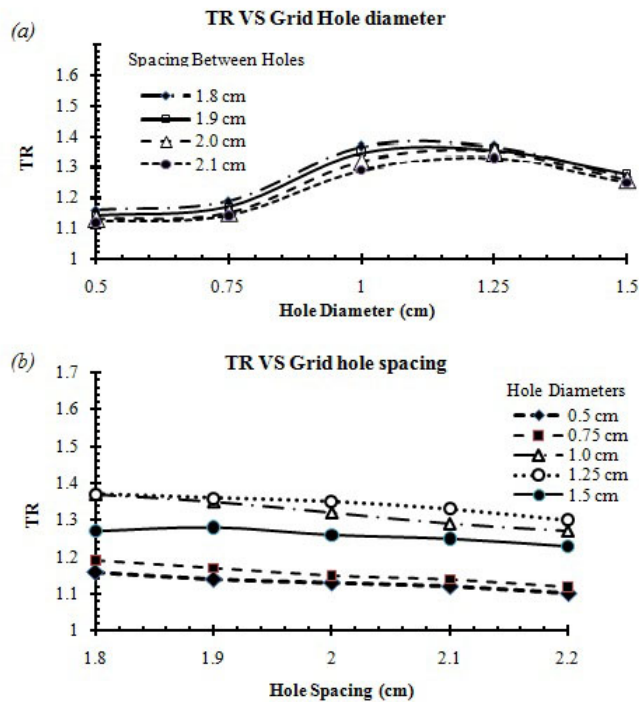 (a)
TR VS Grid Hole diameter
Spacing Between Holes
1.8 cm
1.9 cm
2.0 cm
2.1 cm
TR
1.6
1.5
1.4
1.3
1.2
1.1
1
0.5 0.75 1 1.25 1.5
Hole Diameter (cm)
(b)
TR VS Grid hole spacing
Hole Diameters
0.5 cm
0.75 cm
1.0 cm
1.25 cm
1.5 cm
TR
1.7
1.6
1.5
1.4
1.3
1.2
1.1
1
1.8 1.9 2 2.1 2.2
Hole Spacing (cm)